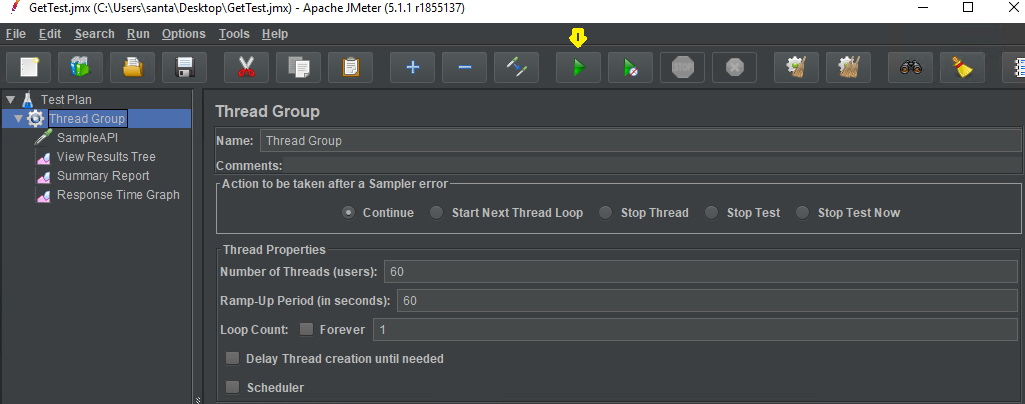 GetTest.jmx (C:\Users\santa\Desktop\GetTest.jmx) - Apache JMeter (5.1.1 r1855137)
File Edit Search Run Options Tools Help
I
STOP
Test Plan
Thread Group
SampleAPI
View Results Tree
Summary Report
Response Time Graph
Thread Group
Name: Thread Group
Comments:
Action to be taken after a Sampler error
Continue Start Next Thread Loop Stop Thread Stop Test Stop Test Now
Thread Properties
Number of Threads (users): 60
Ramp-Up Period (in seconds): 60
Loop Count: Forever 1
Delay Thread creation until needed
Scheduler